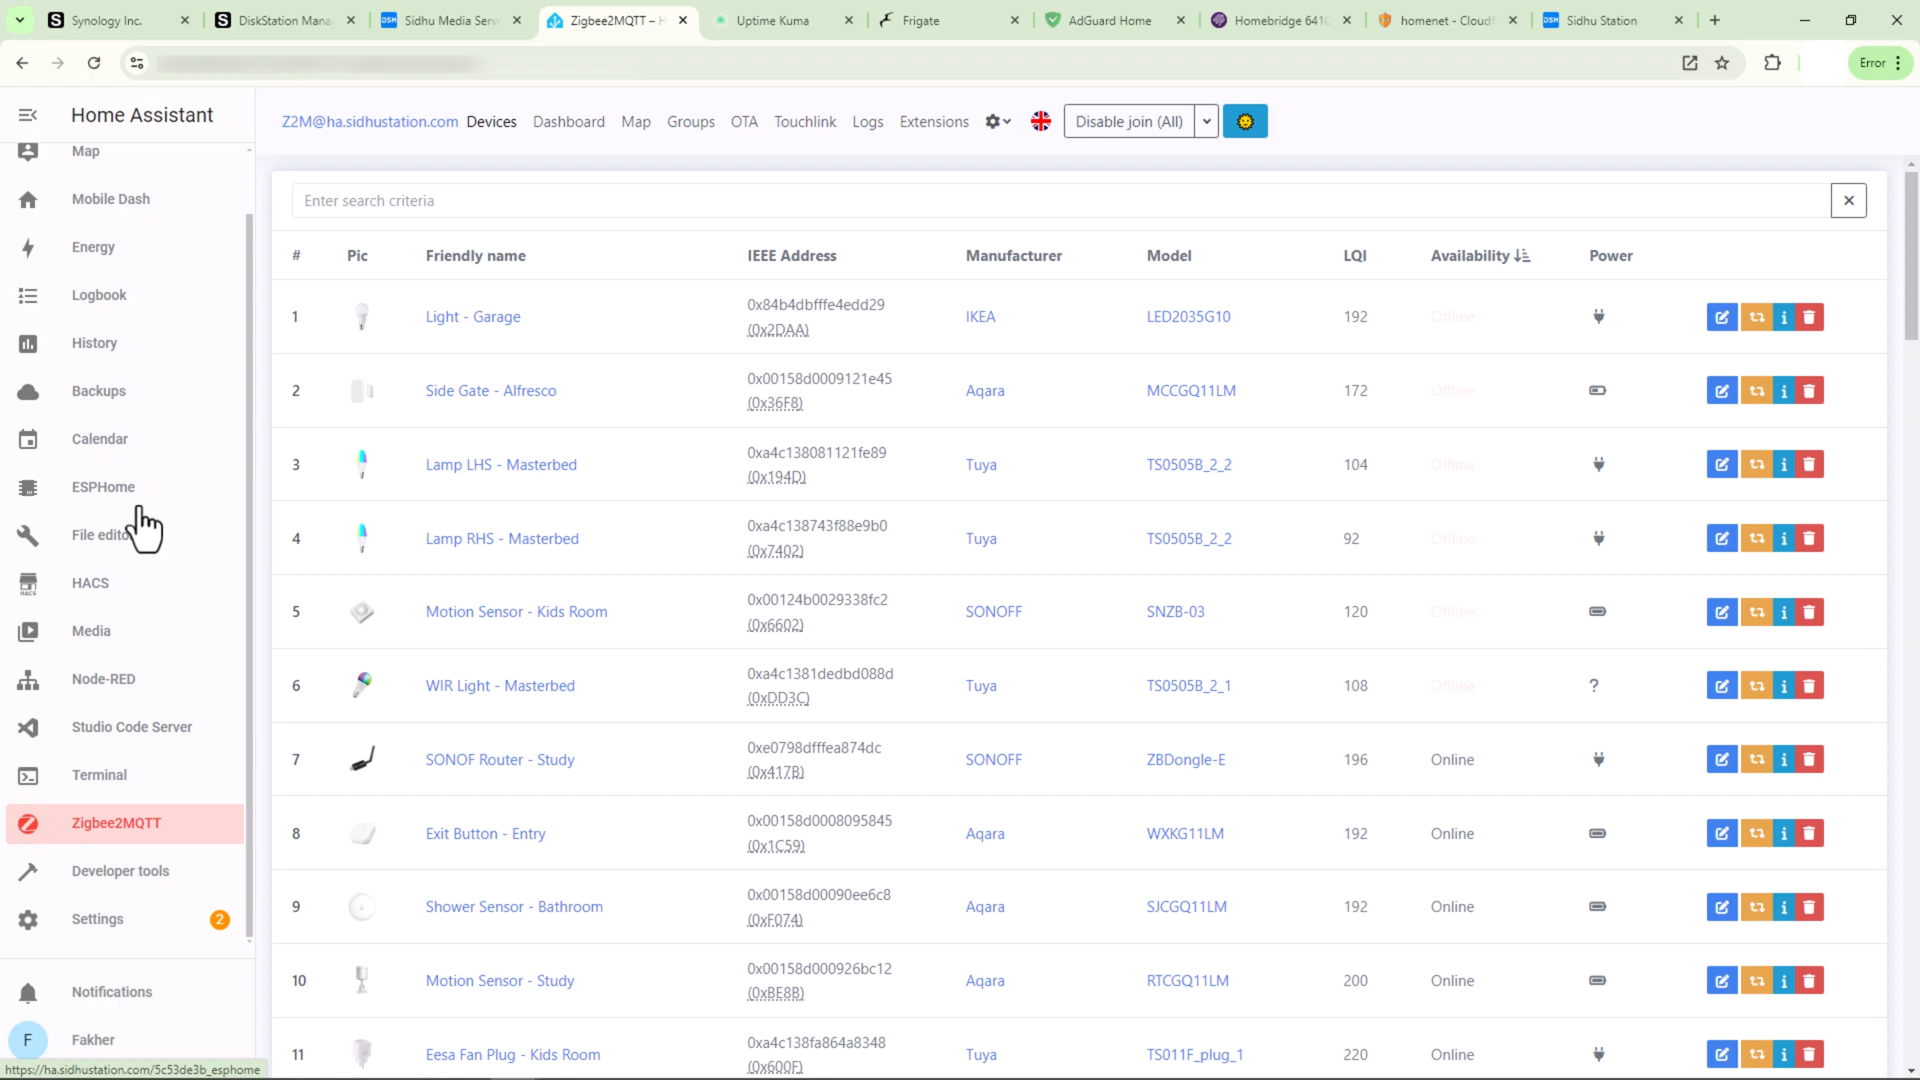 Synology Inc.
DiskStation Mana
Sidhu Media Serv
Zigbee2MQTT – H
Uptime Kuma
Frigate
AdGuard Home
Homebridge 641C
homenet - Cloudf
Sidhu Station
Error
Home Assistant
Map
Mobile Dash
Energy
Logbook
History
Backups
Calendar
ESPHome
File edito
HACS
Media
Node-RED
Studio Code Server
Terminal
Zigbee2MQTT
Developer tools
Settings 2
Notifications
F Fakher
https://ha.sidhustation.com/5c53de3b_esphome
Z2M@ha.sidhustation.com Devices Dashboard Map Groups OTA Touchlink Logs Extensions Disable join (All)
Enter search criteria
# Pic Friendly name IEEE Address Manufacturer Model LQI Availability Power
1 Light - Garage 0x84b4dbfffe4edd29 IKEA LED2035G10 192 Offline
(0x2DAA)
2 Side Gate - Alfresco 0x00158d0009121e45 Aqara MCCGQ11LM 172 Offline
(0x36F8)
3 Lamp LHS - Masterbed 0xa4c138081121fe89 Tuya TS0505B_2_2 104 Offline
(0x194D)
4 Lamp RHS - Masterbed 0xa4c138743f88e9b0 Tuya TS0505B_2_2 92 Offline
(0x7402)
5 Motion Sensor - Kids Room 0x00124b0029338fc2 SONOFF SNZB-03 120 Offline
(0x6602)
6 WIR Light - Masterbed 0xa4c1381dedbd088d Tuya TS0505B_2_1 108 Offline ?
(0xDD3C)
7 SONOF Router - Study 0xe0798dfffea874dc SONOFF ZBDongle-E 196 Online
(0x417B)
8 Exit Button - Entry 0x00158d0008095845 Aqara WXKG11LM 192 Online
(0x1C59)
9 Shower Sensor - Bathroom 0x00158d00090ee6c8 Aqara SJCGQ11LM 192 Online
(0xF074)
10 Motion Sensor - Study 0x00158d000926bc12 Aqara RTCGQ11LM 200 Online
(0xBE8B)
11 Eesa Fan Plug - Kids Room 0xa4c138fa864a8348 Tuya TS011F_plug_1 220 Online
(0x600F)